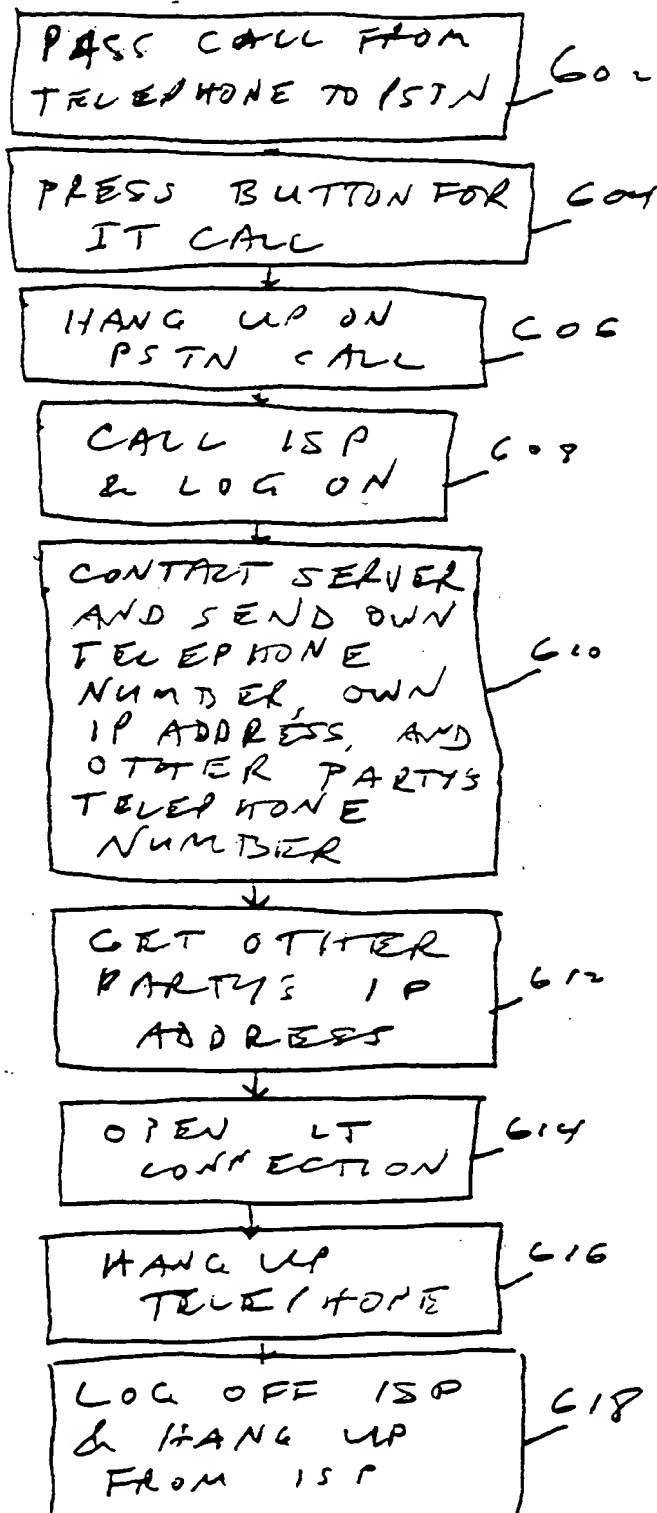 PASS CALL FROM
TELEPHONE TO PSTN
602
PRESS BUTTON FOR
IT CALL
604
HANG UP ON
PSTN CALL
606
CALL ISP
& LOG ON
608
CONTACT SERVER
AND SEND OWN
TELEPHONE
NUMBER, OWN
IP ADDRESS, AND
OTHER PARTY'S
TELEPHONE
NUMBER
610
GET OTHER
PARTY'S IP
ADDRESS
612
OPEN IT
CONNECTION
614
HANG UP
TELEPHONE
616
LOG OFF ISP
& HANG UP
FROM ISP
618